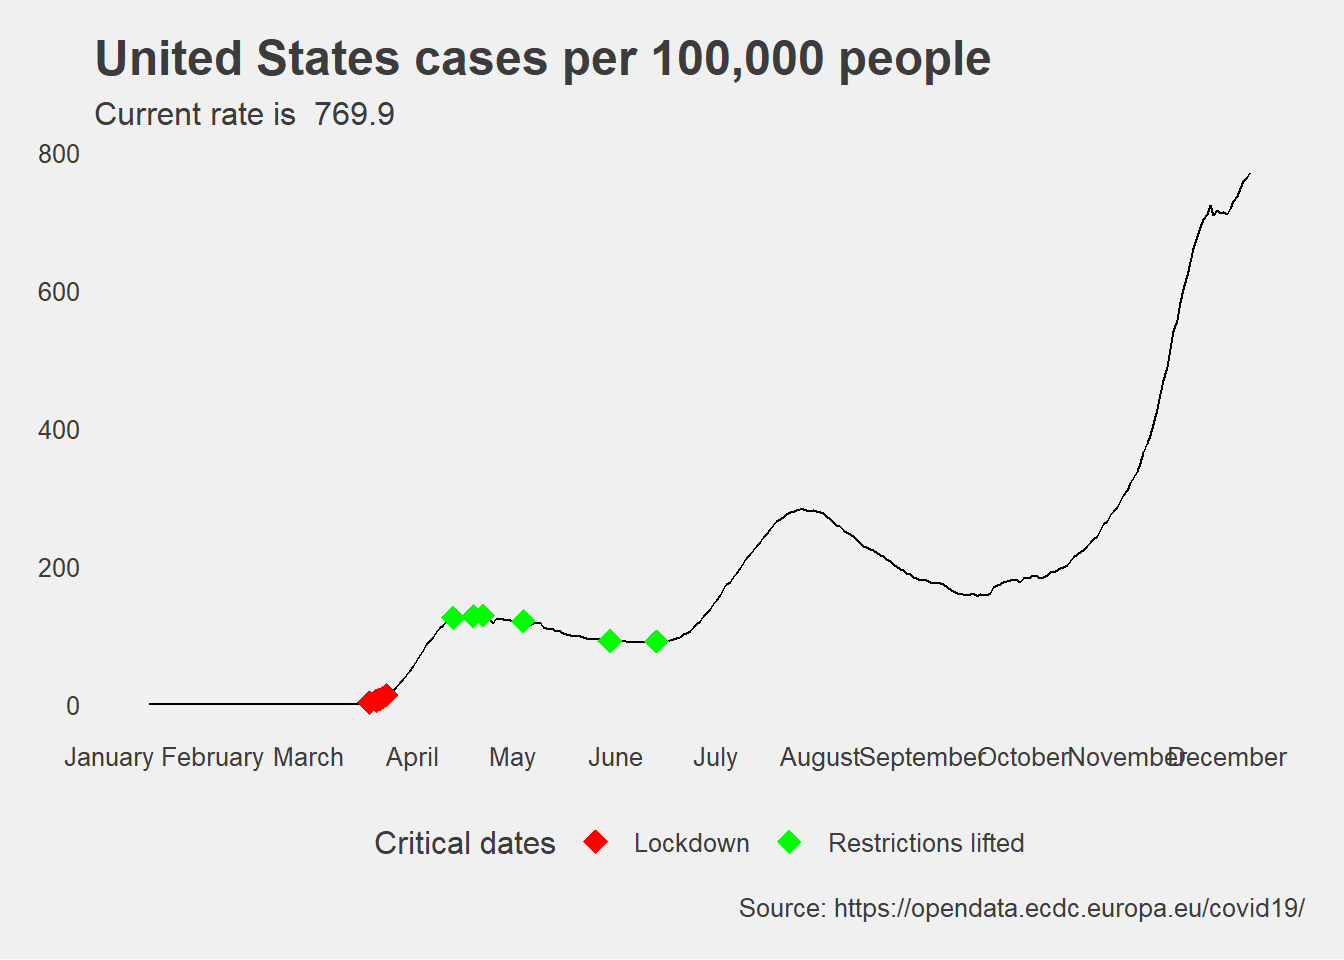 United States cases per 100,000 people
Current rate is 769.9
800
600
400
200
0
January February March April May June July August September October November December
Critical dates Lockdown Restrictions lifted
Source: https://opendata.ecdc.europa.eu/covid19/